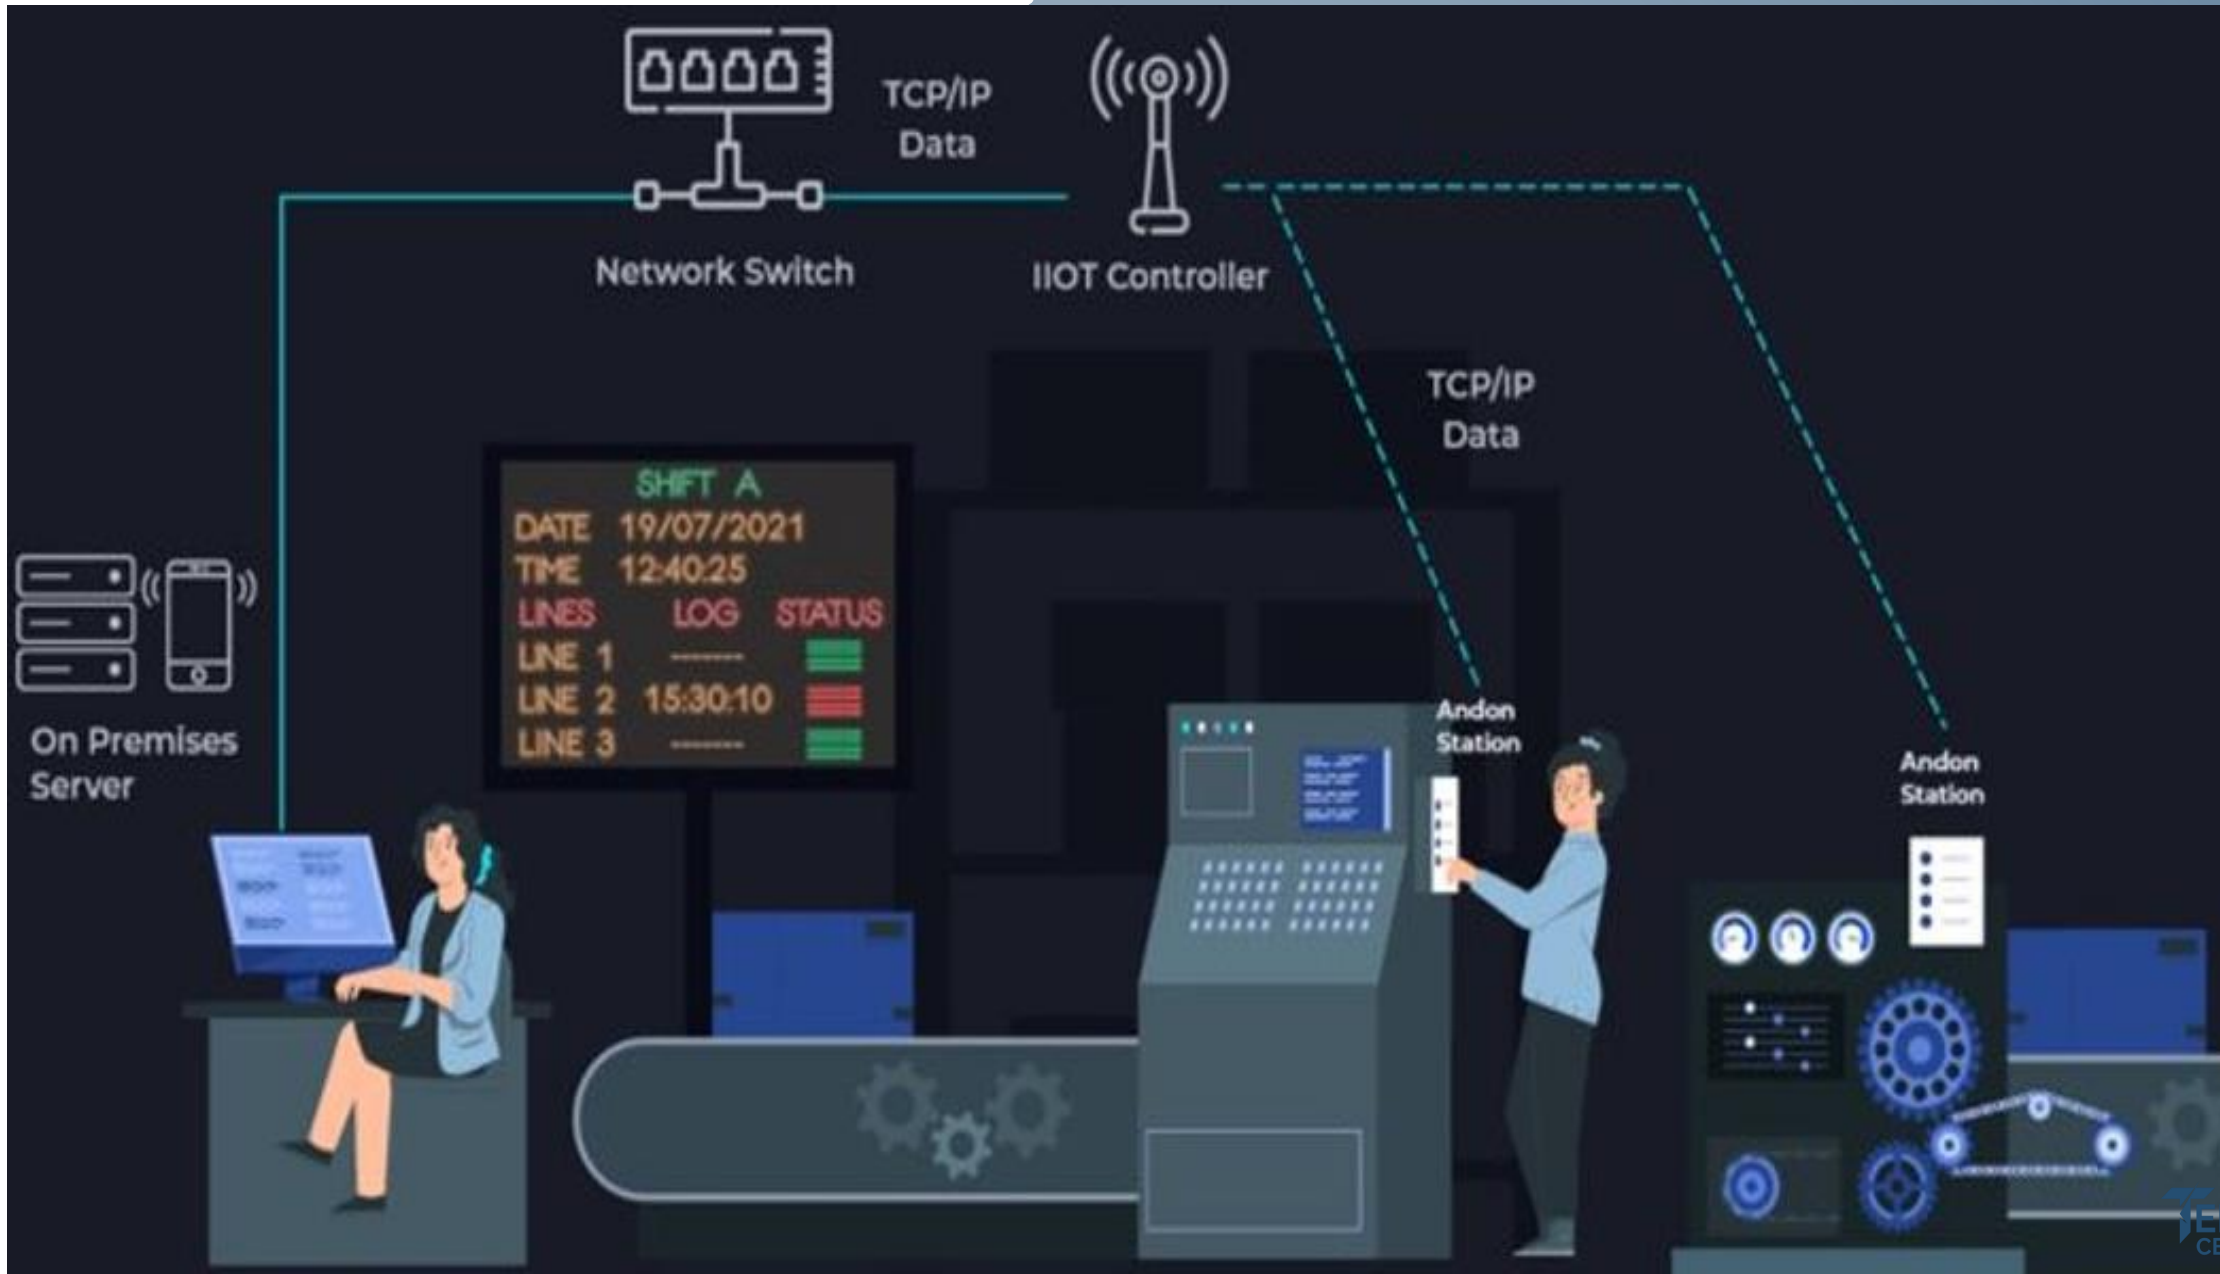 TCP/IP
Data
Network Switch
IIOT Controller
TCP/IP
Data
SHIFT A
DATE 19/07/2021
TIME 12:40:25
LINES LOG STATUS
LINE 1 -------
LINE 2 15:30:10
LINE 3 -------
On Premises
Server
Andon
Station
Andon
Station